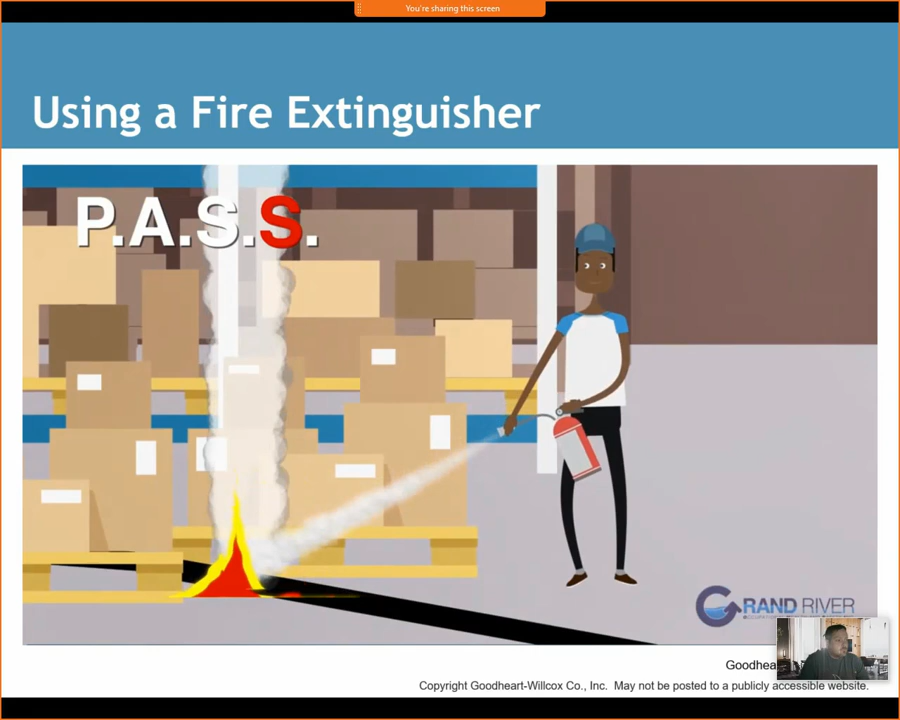 You're sharing this screen
Using a Fire Extinguisher
P.A.S.S.
GRAND RIVER
Copyright Goodheart-Willcox Co., Inc. May not be posted to a publicly accessible website.